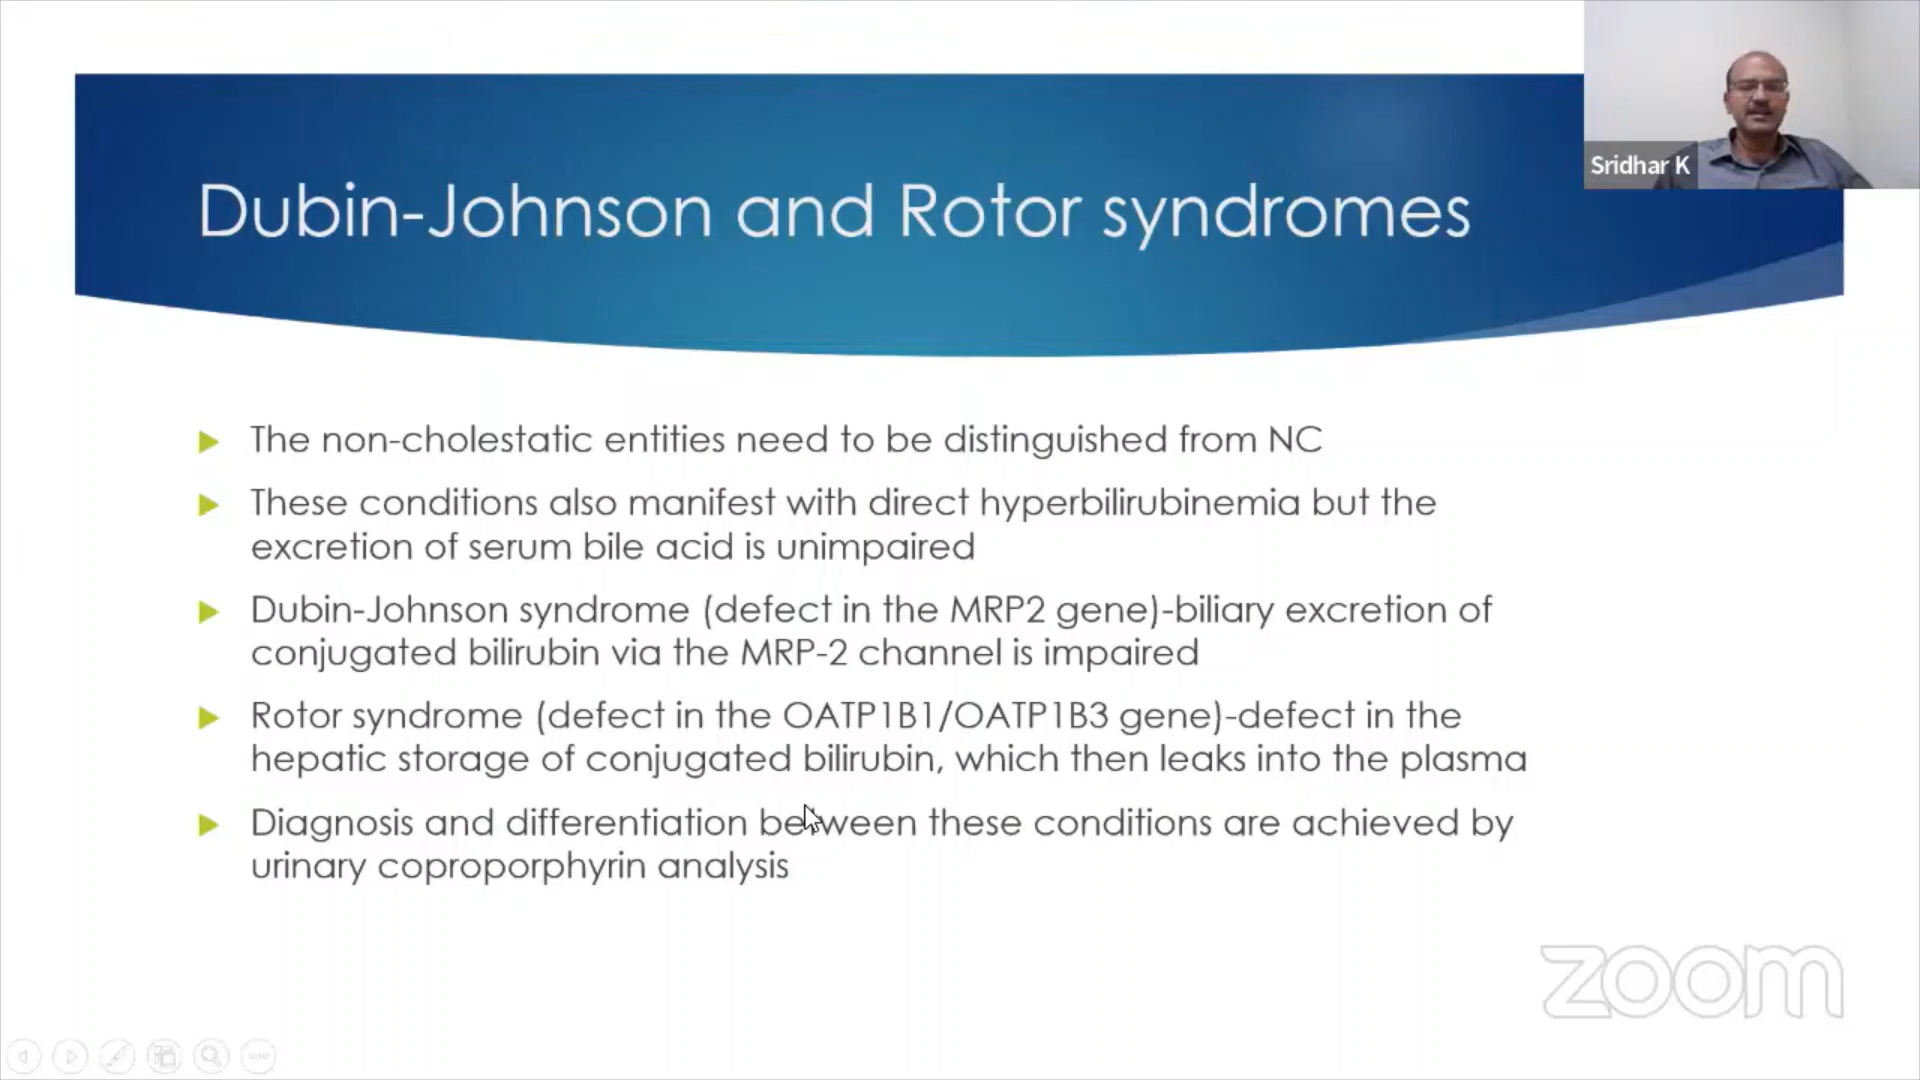 Sridhar K
Dubin-Johnson and Rotor syndromes
The non-cholestatic entities need to be distinguished from NC
These conditions also manifest with direct hyperbilirubinemia but the
excretion of serum bile acid is unimpaired
Dubin-Johnson syndrome (defect in the MRP2 gene)-biliary excretion of
conjugated bilirubin via the MRP-2 channel is impaired
Rotor syndrome (defect in the OATP1B1/OATP1B3 gene)-defect in the
hepatic storage of conjugated bilirubin, which then leaks into the plasma
Diagnosis and differentiation between these conditions are achieved by
urinary coproporphyrin analysis
zoom